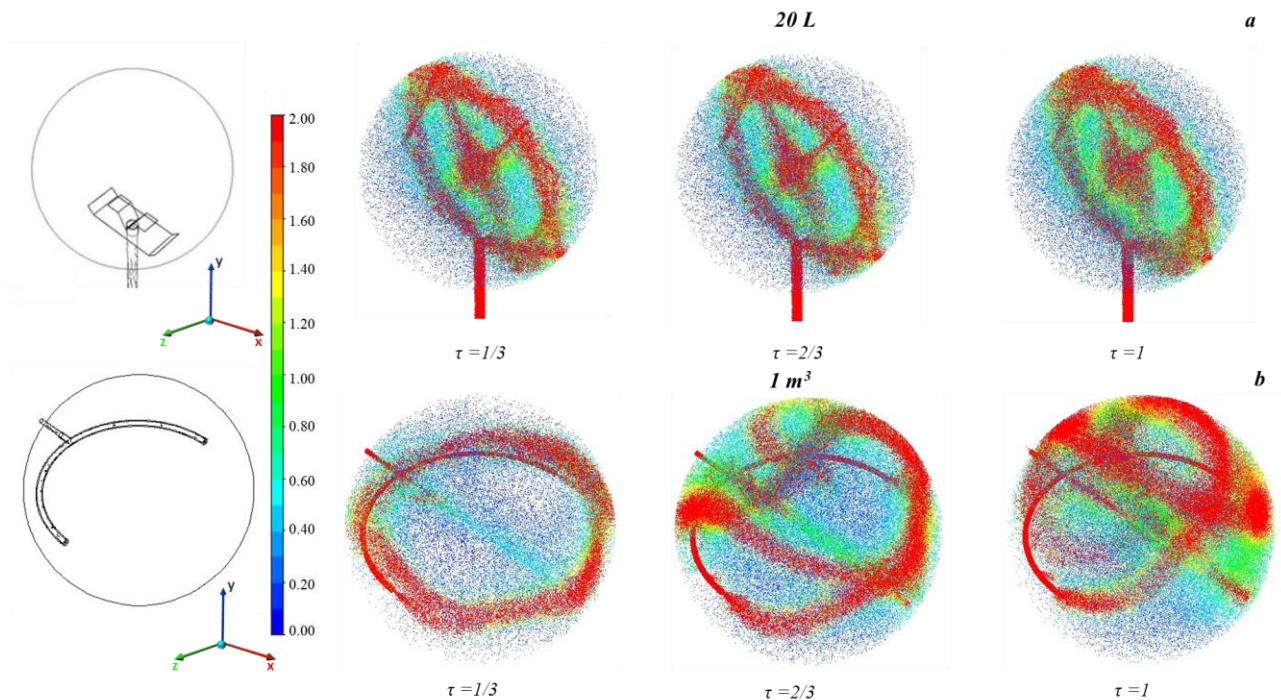 20 L
a
y
z
x
2.00
1.80
1.60
1.40
1.20
1.00
0.80
0.60
0.40
0.20
0.00
τ =1/3
τ =2/3
τ =1
1 m³
b
y
z
x
τ =1/3
τ =2/3
τ =1